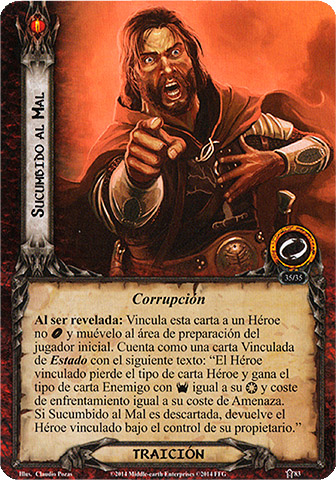 SUCUMBIDO AL MAL
35/35
Corrupción
Al ser revelada: Vincula esta carta a un Héroe
no y muévelo al área de preparación del
jugador inicial. Cuenta como una carta Vinculada
de Estado con el siguiente texto: “El Héroe
vinculado pierde el tipo de carta Héroe y gana el
tipo de carta Enemigo con igual a su y coste
de enfrentamiento igual a su coste de Amenaza.
Si Sucumbido al Mal es descartada, devuelve el
Héroe vinculado bajo el control de su propietario.”
TRAICIÓN
Illus. Claudio Pozas ©2014 Middle-earth Enterprises ©2014 FFG 83